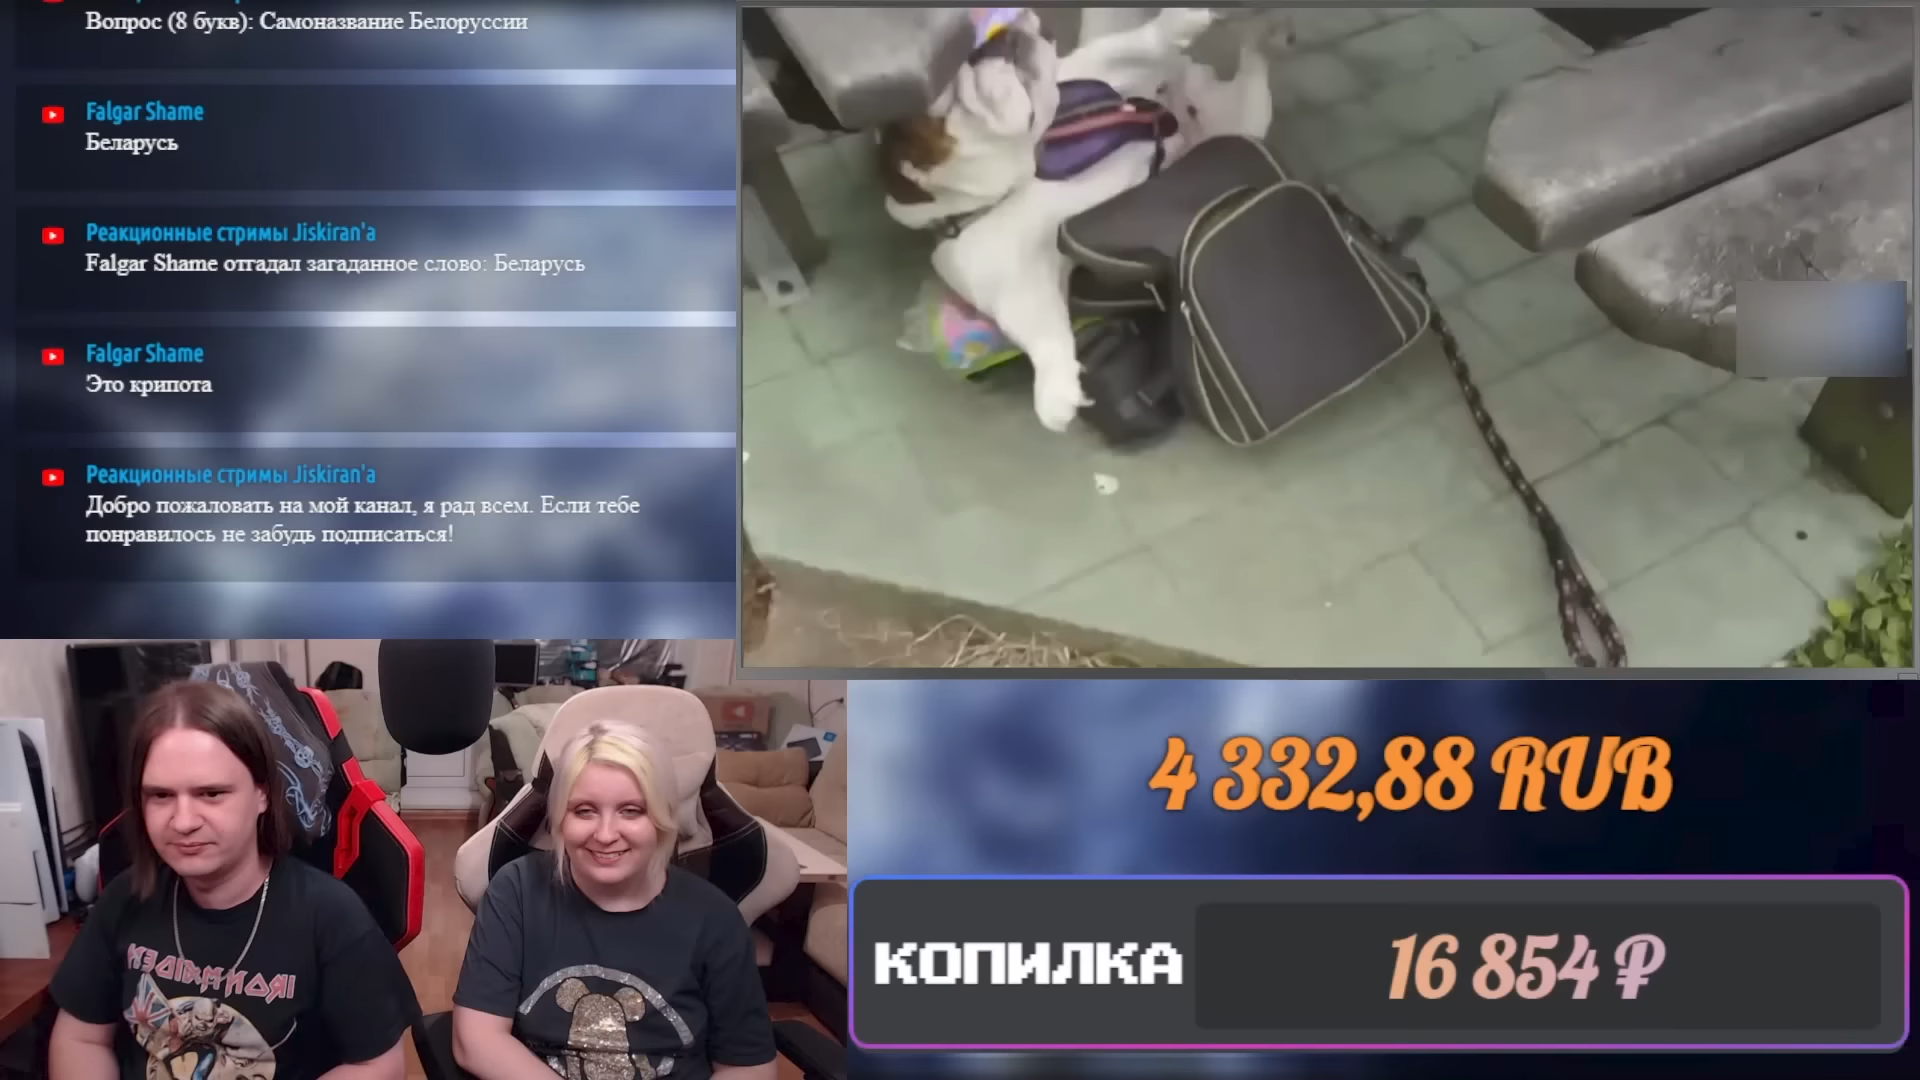 Вопрос (8 букв): Самоназвание Белоруссии
Falgar Shame
Беларусь
Реакционные стримы Jiskiran'a
Falgar Shame отгадал загаданное слово: Беларусь
Falgar Shame
Это крипота
Реакционные стримы Jiskiran'a
Добро пожаловать на мой канал, я рад всем. Если тебе
понравилось не забудь подписаться!
4 332,88 RUB
КОПИЛКА
16 854 ₽
IRON MAIDEN